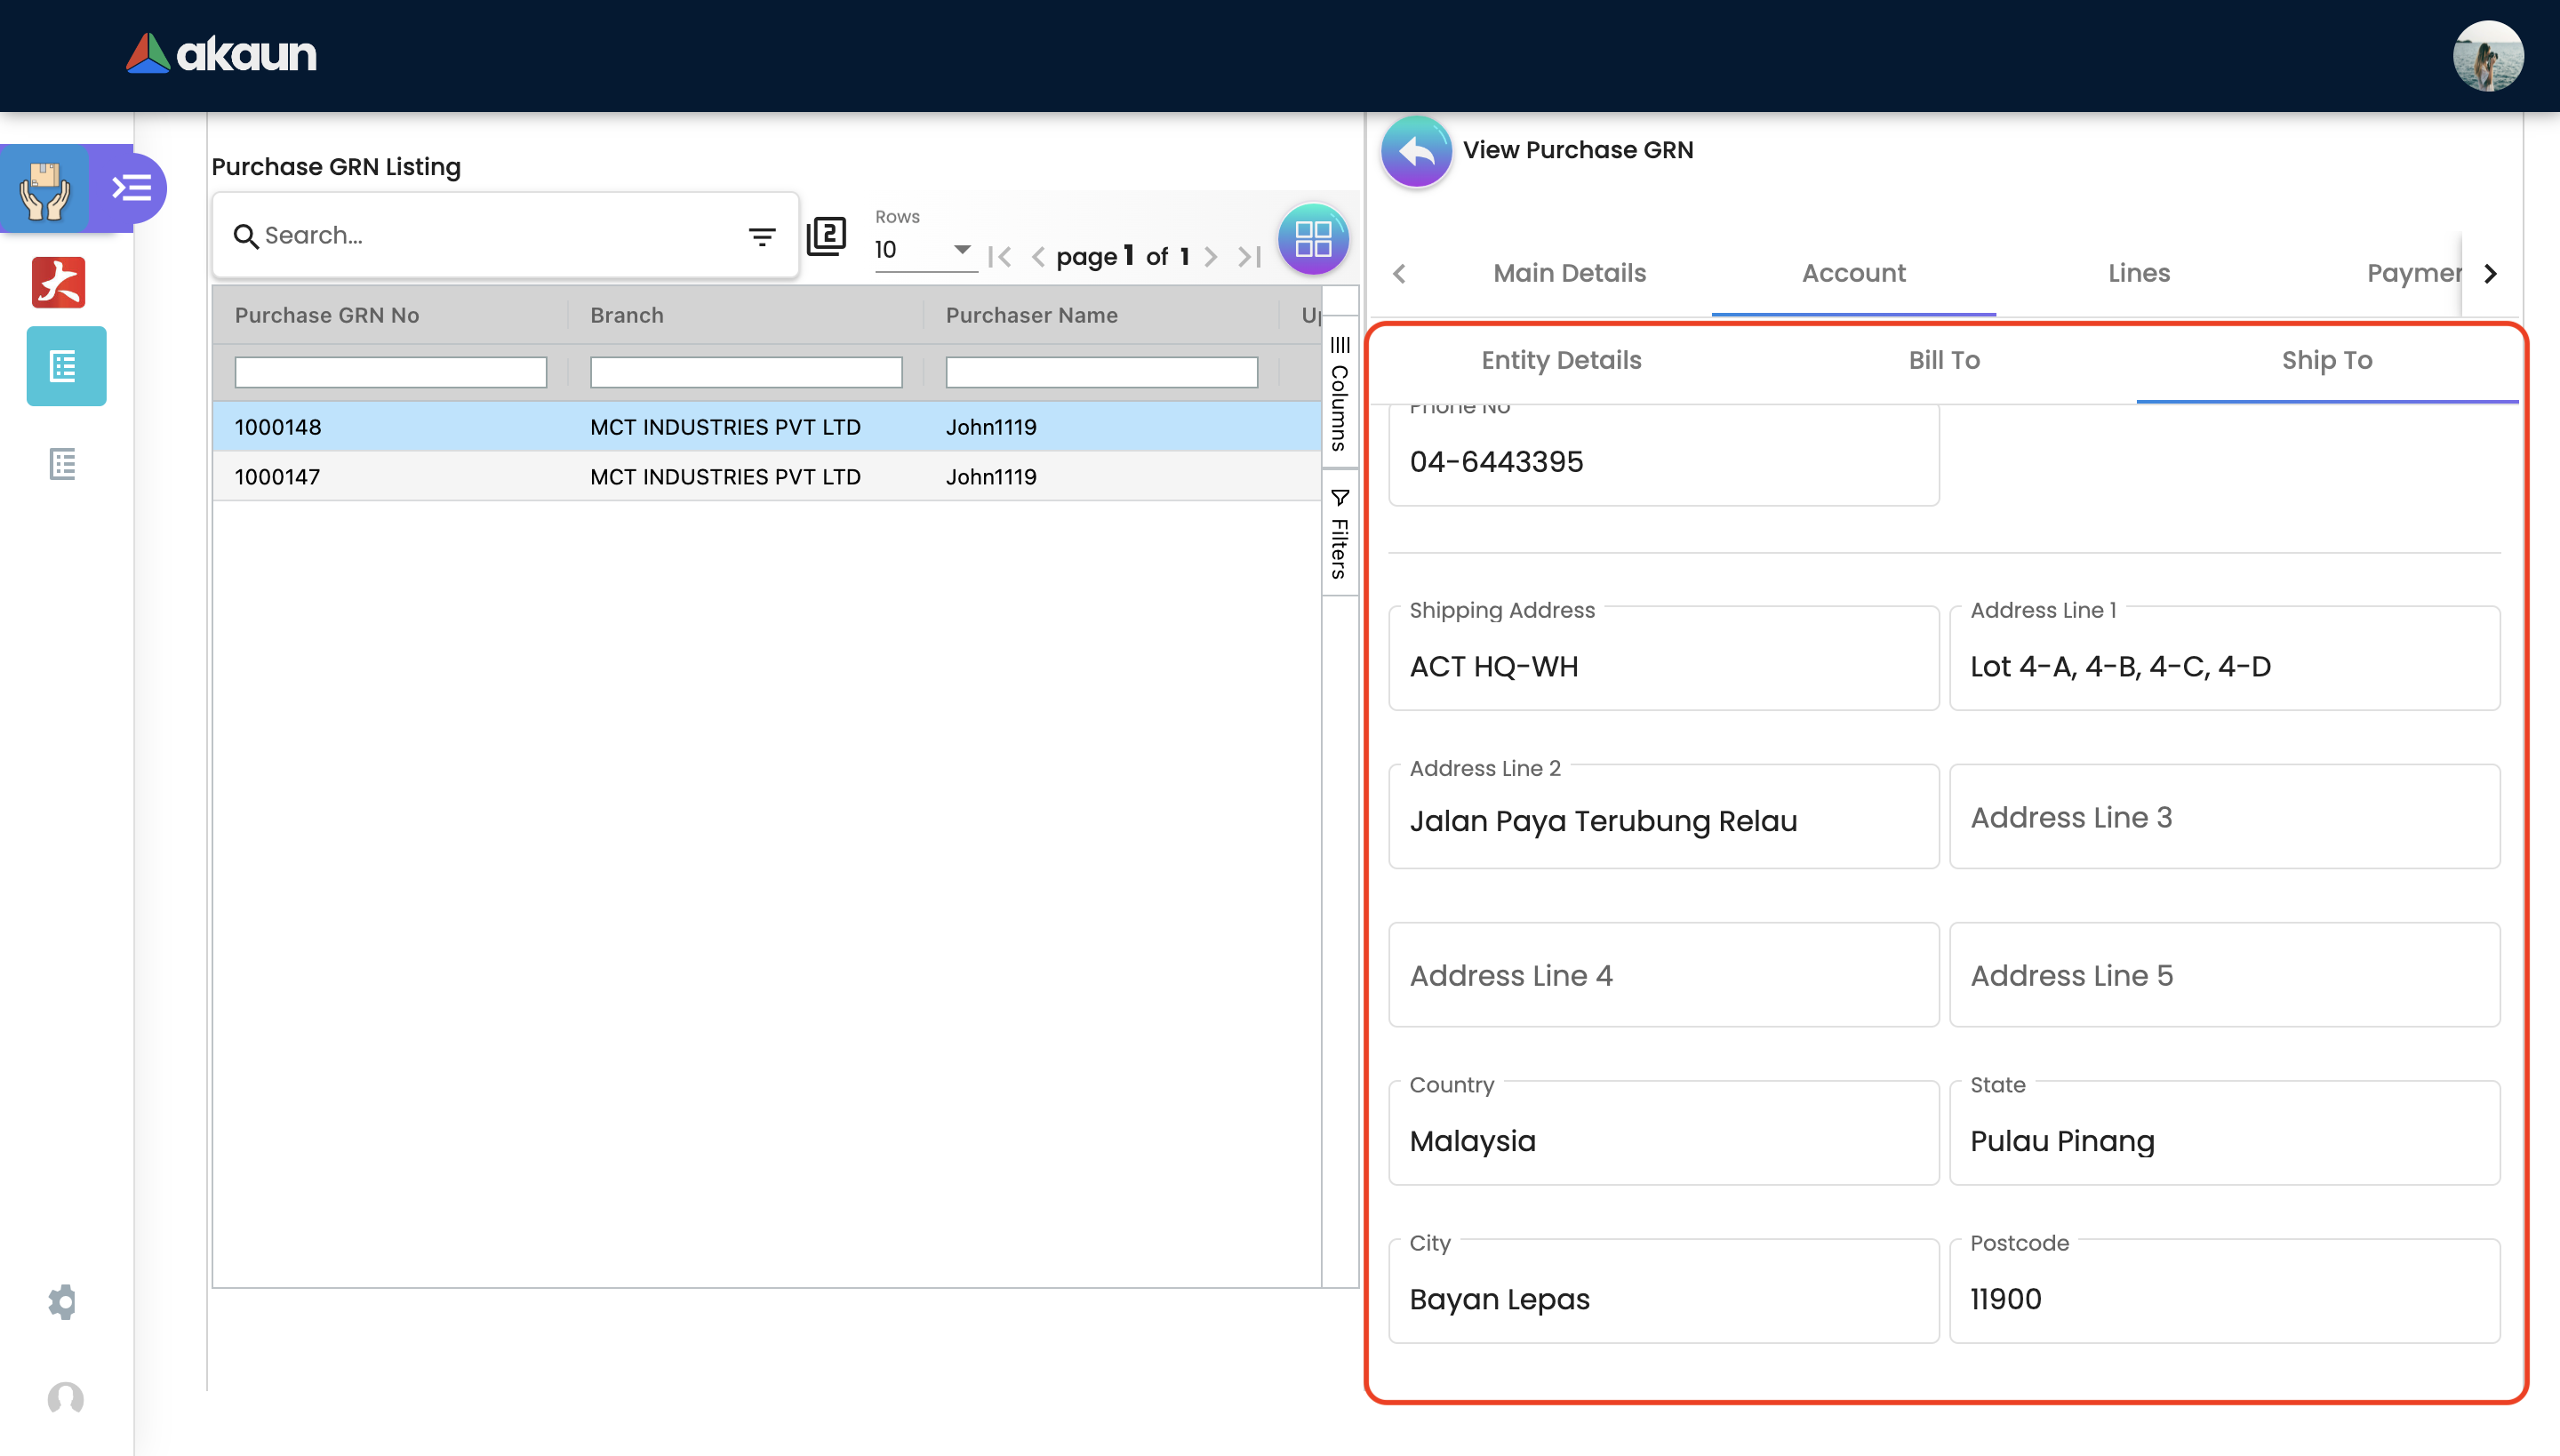 akaun
Purchase GRN Listing
Search...
2
Rows
10
page 1 of 1
Purchase GRN No
Branch
Purchaser Name
1000148
MCT INDUSTRIES PVT LTD
John1119
1000147
MCT INDUSTRIES PVT LTD
John1119
Columns
Filters
View Purchase GRN
Main Details
Account
Lines
Entity Details
Bill To
Ship To
Phone No
04-6443395
Shipping Address
ACT HQ-WH
Address Line 1
Lot 4-A, 4-B, 4-C, 4-D
Address Line 2
Jalan Paya Terubung Relau
Address Line 3
Address Line 4
Address Line 5
Country
Malaysia
State
Pulau Pinang
City
Bayan Lepas
Postcode
11900